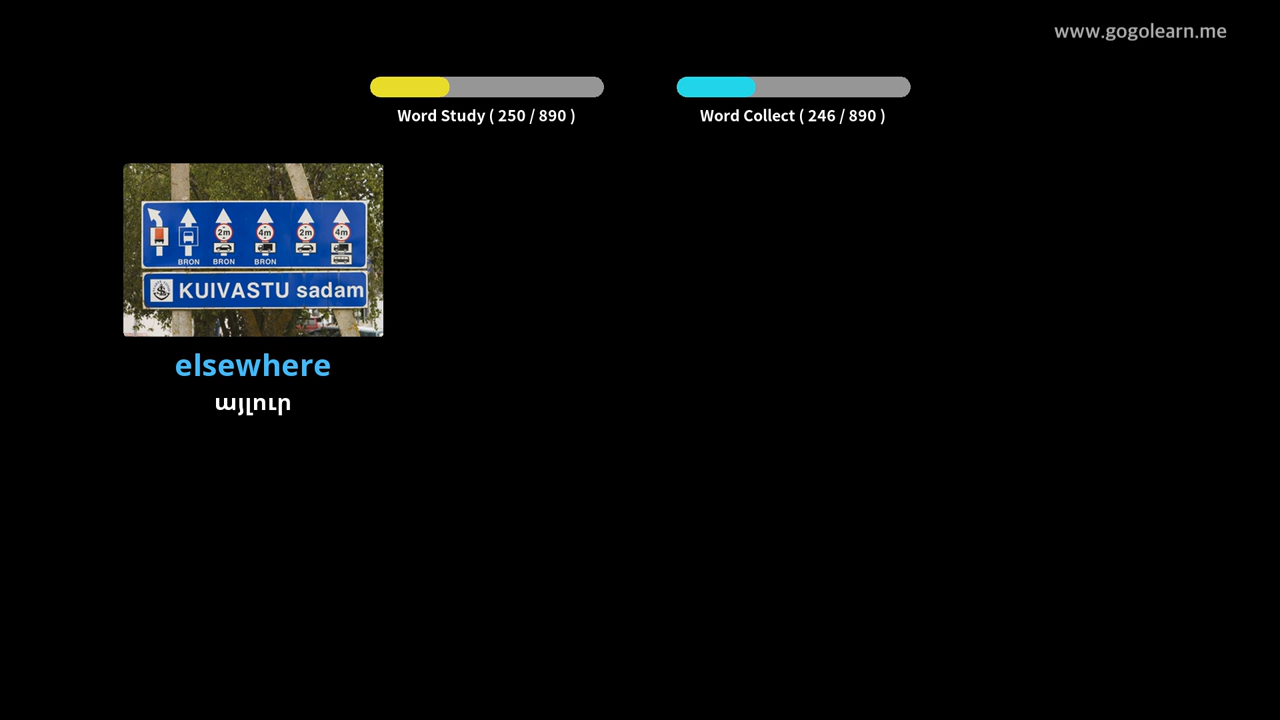 www.gogolearn.me
Word Study ( 250 / 890 )
Word Collect ( 246 / 890 )
2m 4m 2m 4m
BRON BRON BRON
KUIVASTU sadam
elsewhere
այլուր